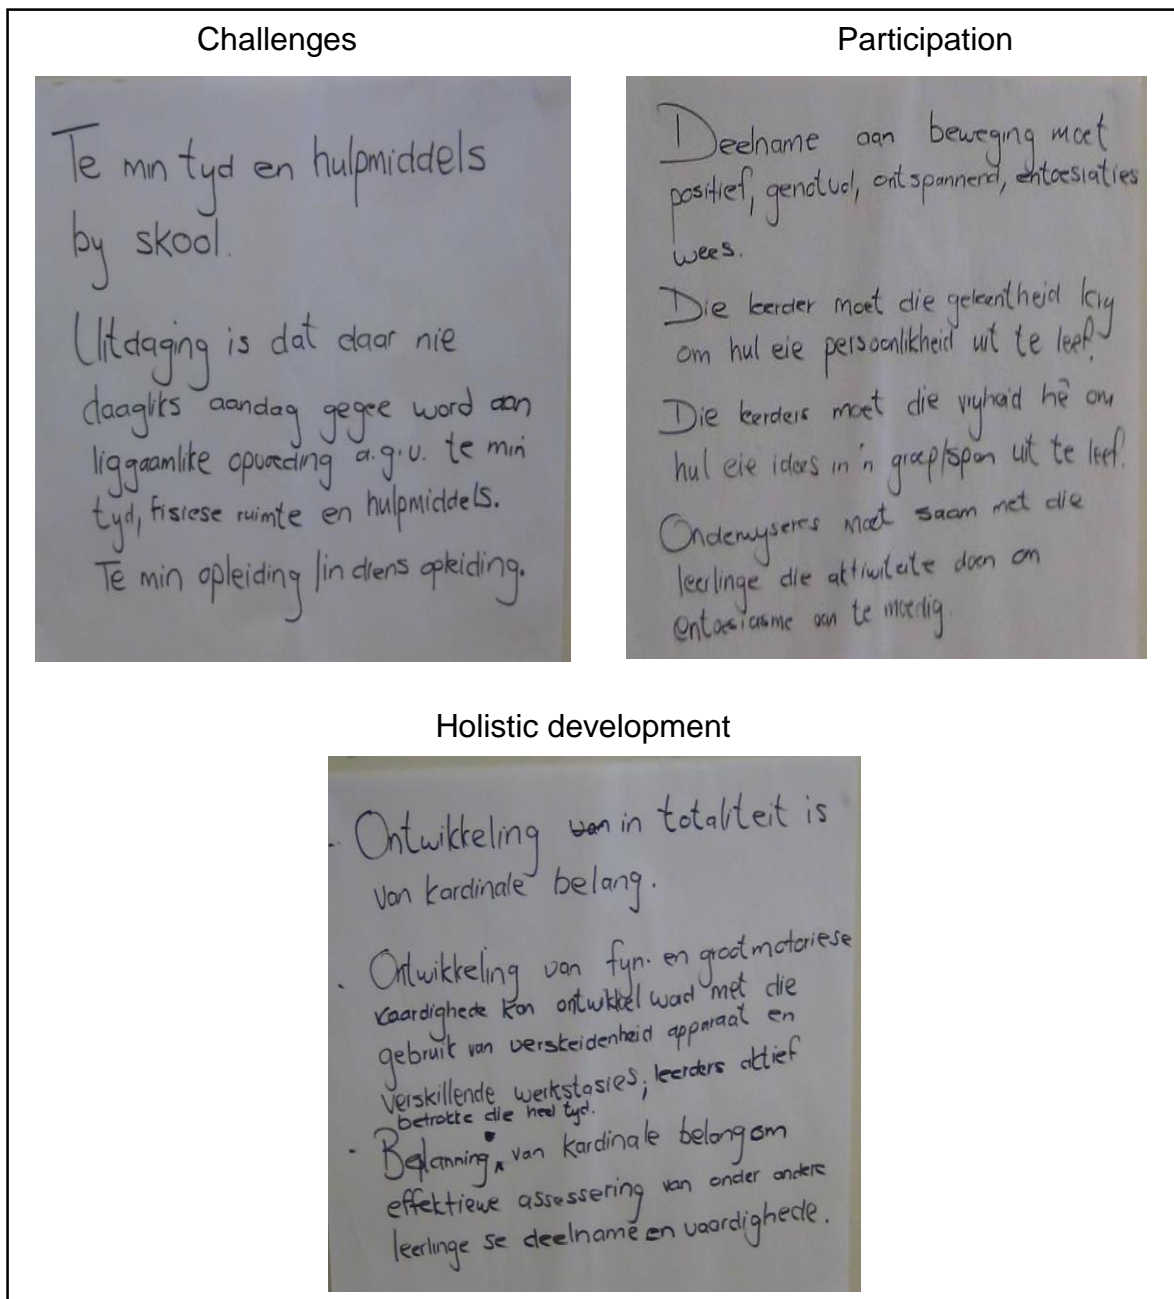 Challenges
Te min tyd en hulpmiddels
by skool.
Uitdaging is dat daar nie
daagliks aandag gegee word aan
liggaamlike opvoeding a.g.v. te min
tyd, fisiese ruimte en hulpmiddels.
Te min opleiding /indiens opleiding.
Participation
Deelname aan beweging moet
positief, genotvol, ontspannend, entoesiaties
wees.
Die leerder moet die geleentheid kry
om hul eie persoonlikheid uit te leef.
Die leerders moet die vryheid hê om
hul eie idees in 'n groep/span uit te leef.
Onderwyseres moet saam met die
leerlinge die aktiwiteite doen om
entoesiasme aan te moedig.
Holistic development
- Ontwikkeling van in totaliteit is
van kardinale belang.
· Ontwikkeling van fyn- en grootmotoriese
vaardighede kan ontwikkel word met die
gebruik van verskeidenheid apparaat en
verskillende werkstasies; leerders aktief
betrokke die heel tyd.
· Beplanning van kardinale belang om
effektiewe assessering van onder andere
leerlinge se deelname en vaardighede.